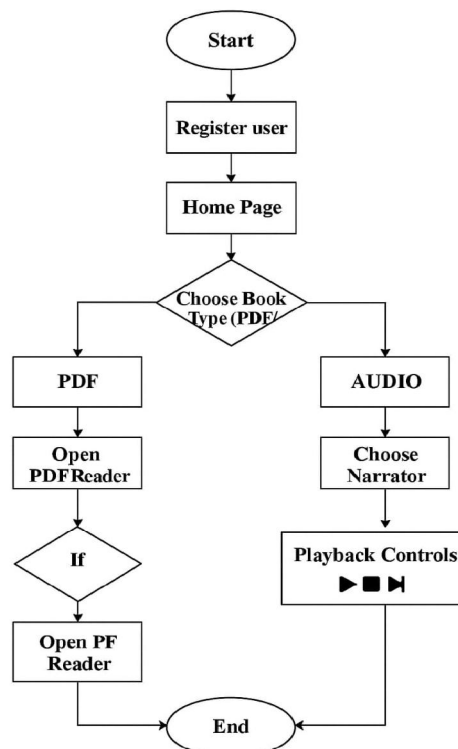 Start
Register user
Home Page
Choose Book
Type (PDF/
PDF
AUDIO
Open
PDFReader
Choose
Narrator
If
Playback Controls
Open PF
Reader
End